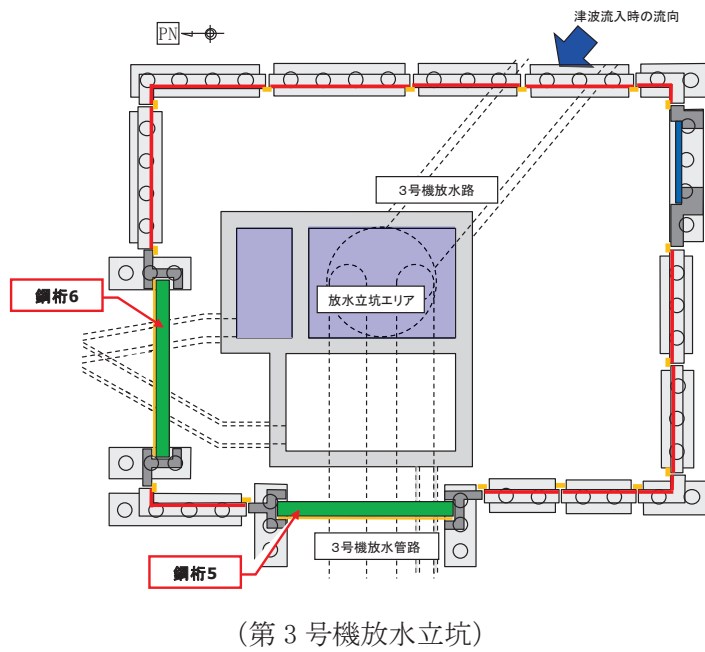 津波流入時の流向
PN
3号機放水路
鋼桁6
放水立坑エリア
3号機放水管路
鋼桁5
(第3号機放水立坑)